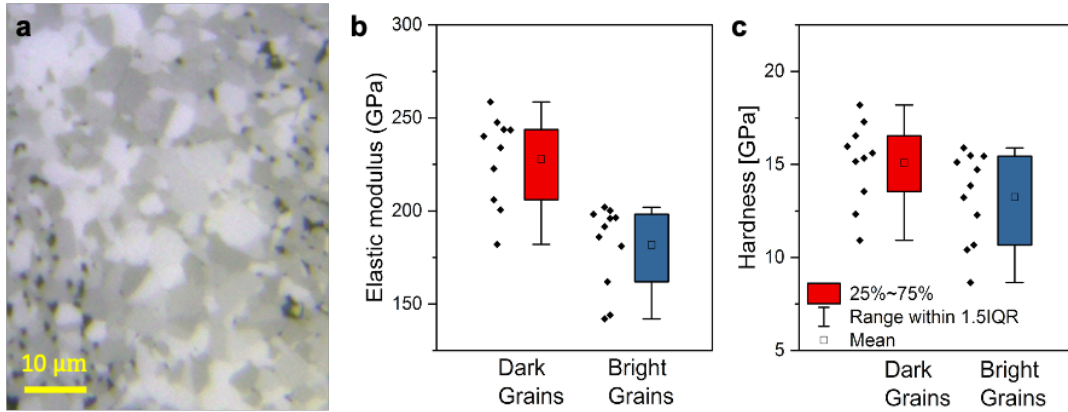 a
10 µm
b
Elastic modulus (GPa)
300
250
200
150
Dark
Grains
Bright
Grains
c
Hardness [GPa]
20
15
10
5
25%~75%
Range within 1.5IQR
Mean
Dark
Grains
Bright
Grains